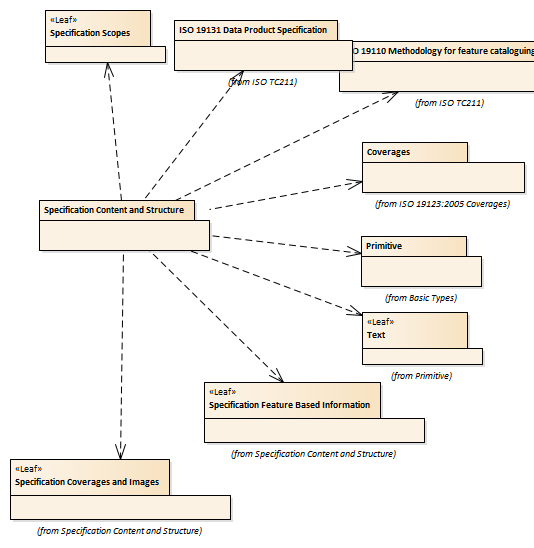 «Leaf»
Specification Scopes
ISO 19131 Data Product Specification
(from ISO TC211)
O 19110 Methodology for feature cataloguing
(from ISO TC211)
Coverages
(from ISO 19123:2005 Coverages)
Specification Content and Structure
Primitive
(from Basic Types)
«Leaf»
Text
(from Primitive)
«Leaf»
Specification Feature Based Information
(from Specification Content and Structure)
«Leaf»
Specification Coverages and Images
(from Specification Content and Structure)